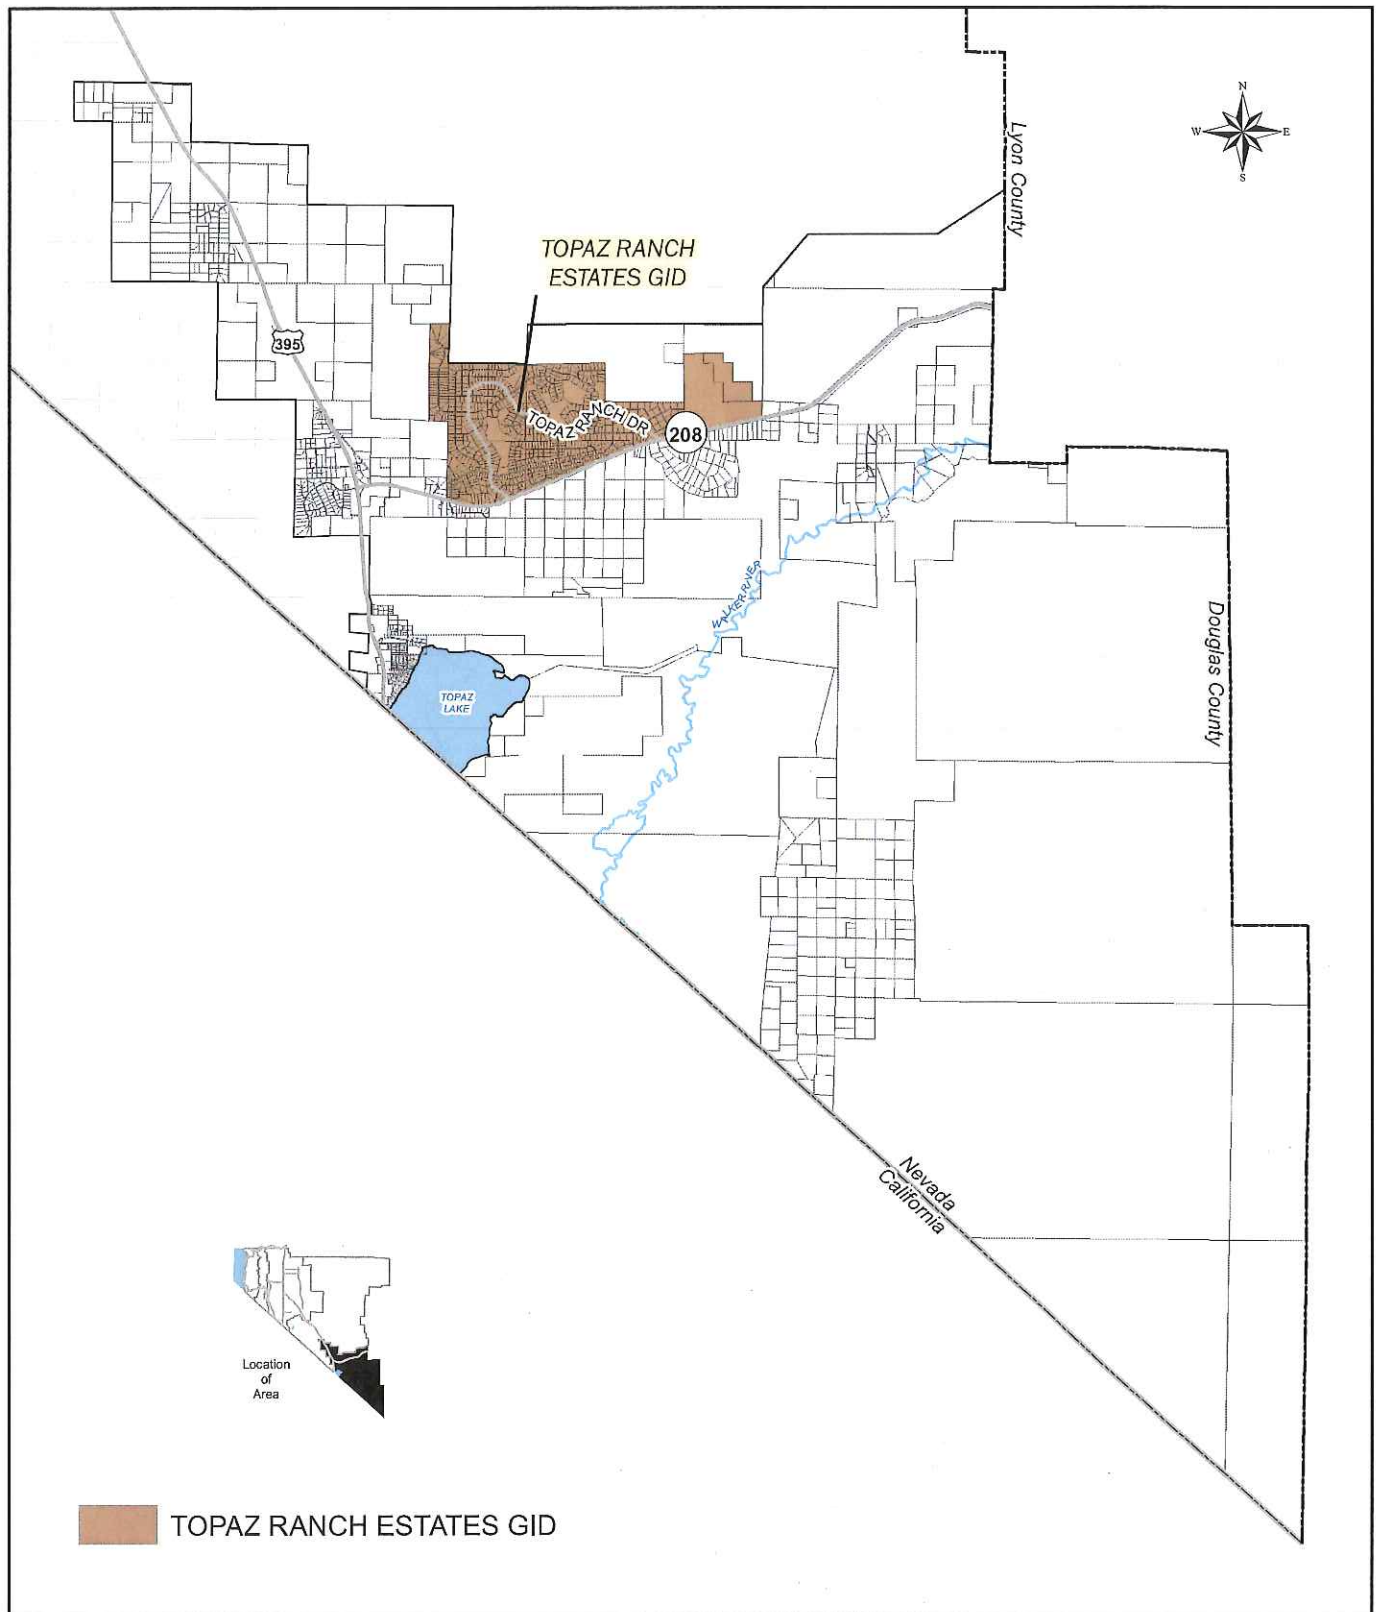 N
W
E
S
Lyon County
TOPAZ RANCH
ESTATES GID
395
TOPAZ RANCH DR
208
WALKER RIVER
Douglas County
TOPAZ
LAKE
Nevada
California
Location
of
Area
TOPAZ RANCH ESTATES GID